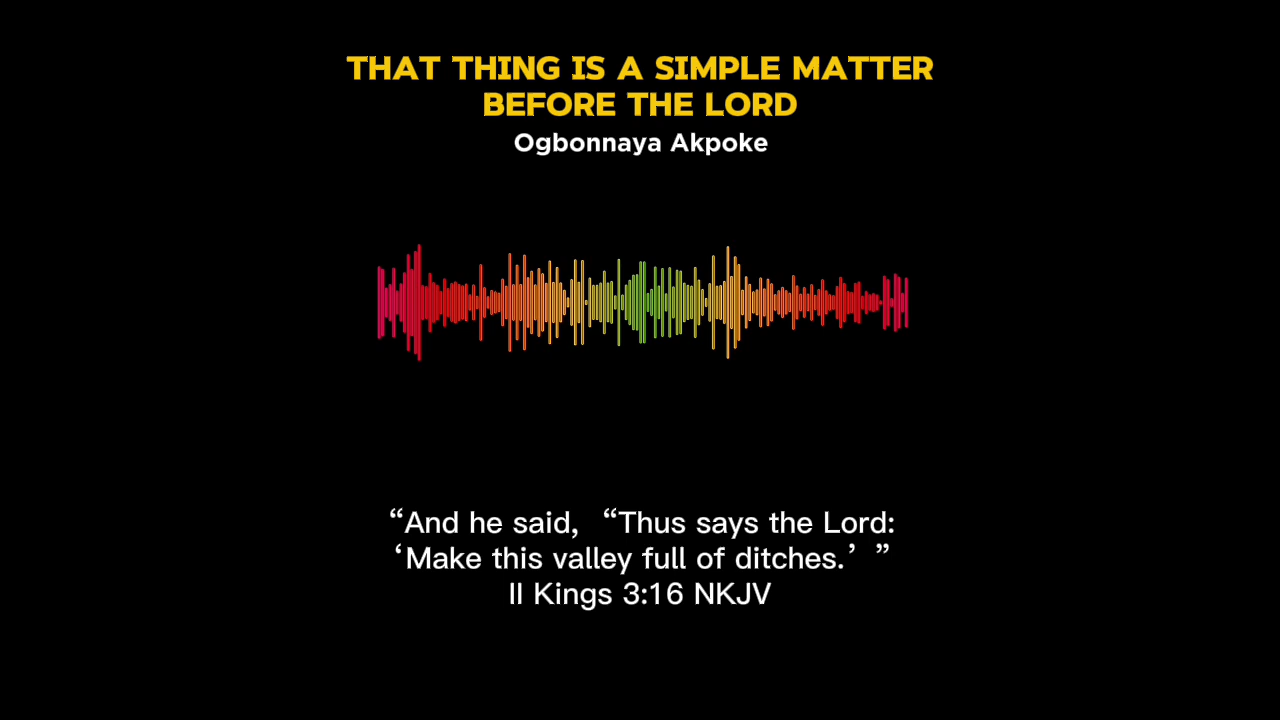 THAT THING IS A SIMPLE MATTER
BEFORE THE LORD
Ogbonnaya Akpoke
“And he said, “Thus says the Lord:
‘Make this valley full of ditches.’ ”
II Kings 3:16 NKJV